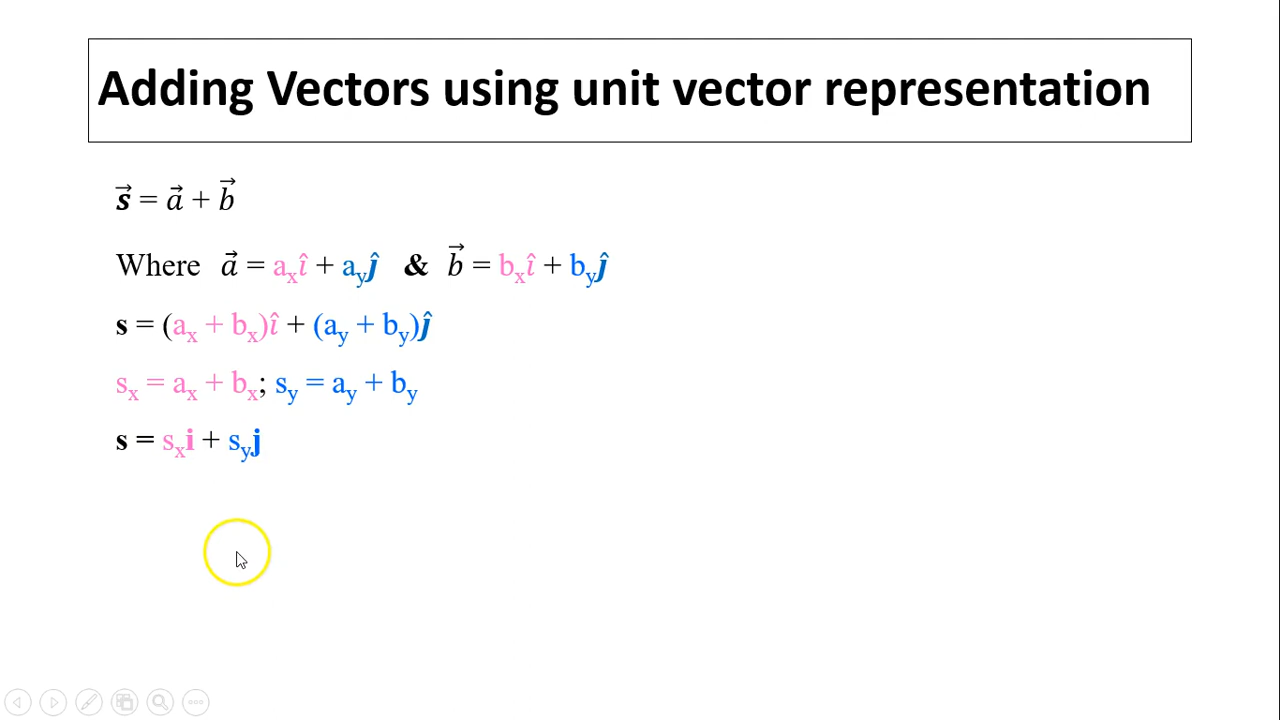 Adding Vectors using unit vector representation
s⃗ = a⃗ + b⃗
Where a⃗ = aₓî + a_yĵ & b⃗ = bₓî + b_yĵ
s = (aₓ + bₓ)î + (a_y + b_y)ĵ
sₓ = aₓ + bₓ; s_y = a_y + b_y
s = sₓi + s_yj